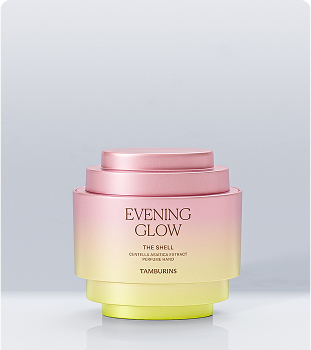 EVENING
GLOW
THE SHELL
CENTELLA ASIATICA EXTRACT
PERFUME HAND
TAMBURINS